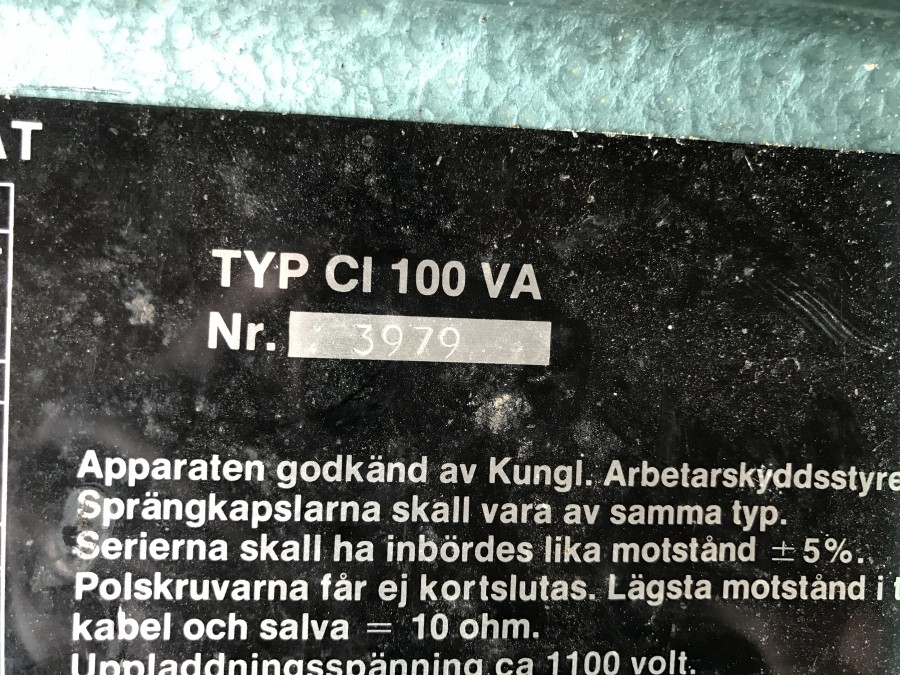 AT
TYP CI 100 VA
Nr. 3979
Apparaten godkänd av Kungl. Arbetarskyddsstyre
Sprängkapslarna skall vara av samma typ.
Serierna skall ha inbördes lika motstånd ±5%.
Polskruvarna får ej kortslutas. Lägsta motstånd i t
kabel och salva = 10 ohm.
Uppladdningsspänning ca 1100 volt.